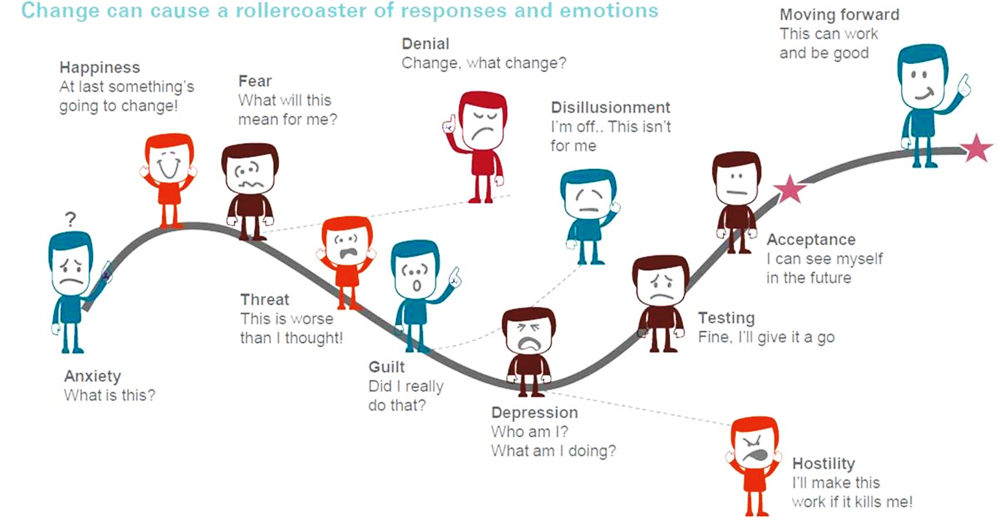 Change can cause a rollercoaster of responses and emotions
Happiness
At last something's
going to change!
Fear
What will this
mean for me?
Denial
Change, what change?
Disillusionment
I'm off.. This isn't
for me
Moving forward
This can work
and be good
?
Anxiety
What is this?
Threat
This is worse
than I thought!
Guilt
Did I really
do that?
Depression
Who am I?
What am I doing?
Hostility
I'll make this
work if it kills me!
Testing
Fine, I'll give it a go
Acceptance
I can see myself
in the future